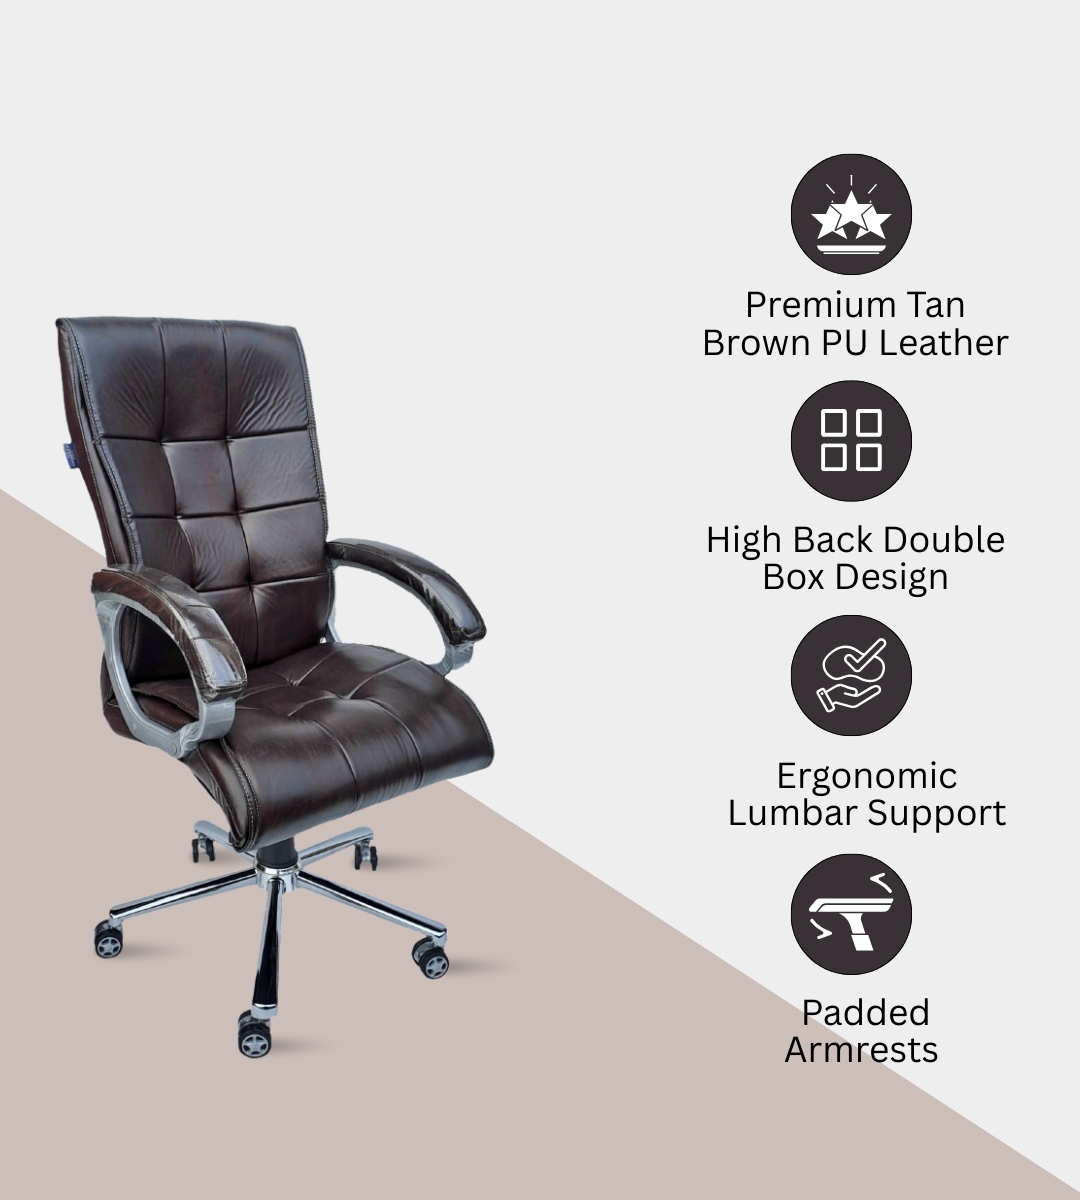 Premium Tan
Brown PU Leather
High Back Double
Box Design
Ergonomic
Lumbar Support
Padded
Armrests